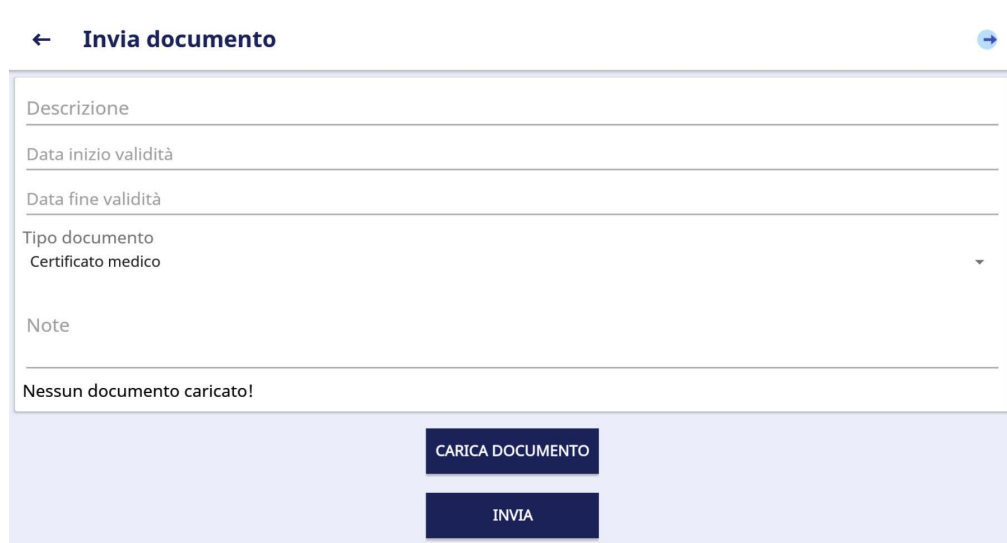 Invia documento
Descrizione
Data inizio validità
Data fine validità
Tipo documento
Certificato medico
Note
Nessun documento caricato!
CARICA DOCUMENTO
INVIA